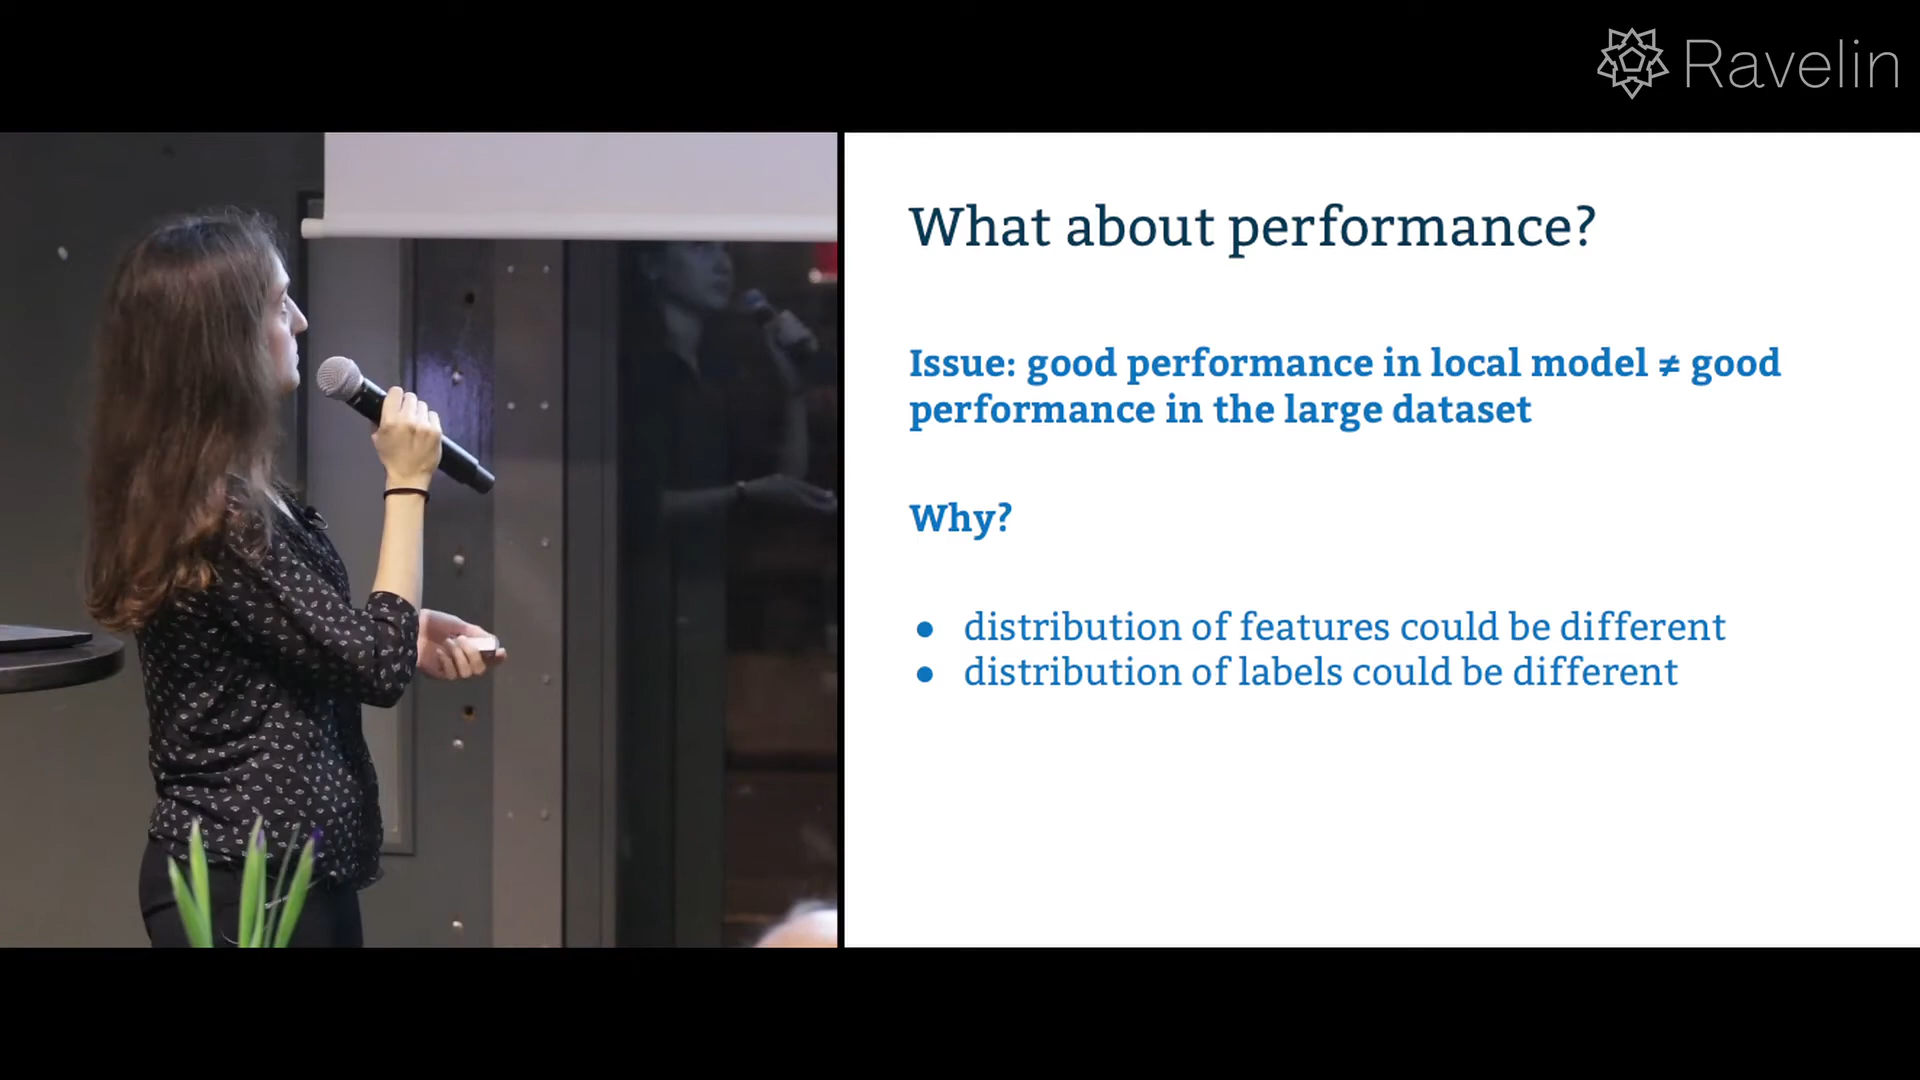 Ravelin
What about performance?
Issue: good performance in local model ≠ good
performance in the large dataset
Why?
● distribution of features could be different
● distribution of labels could be different